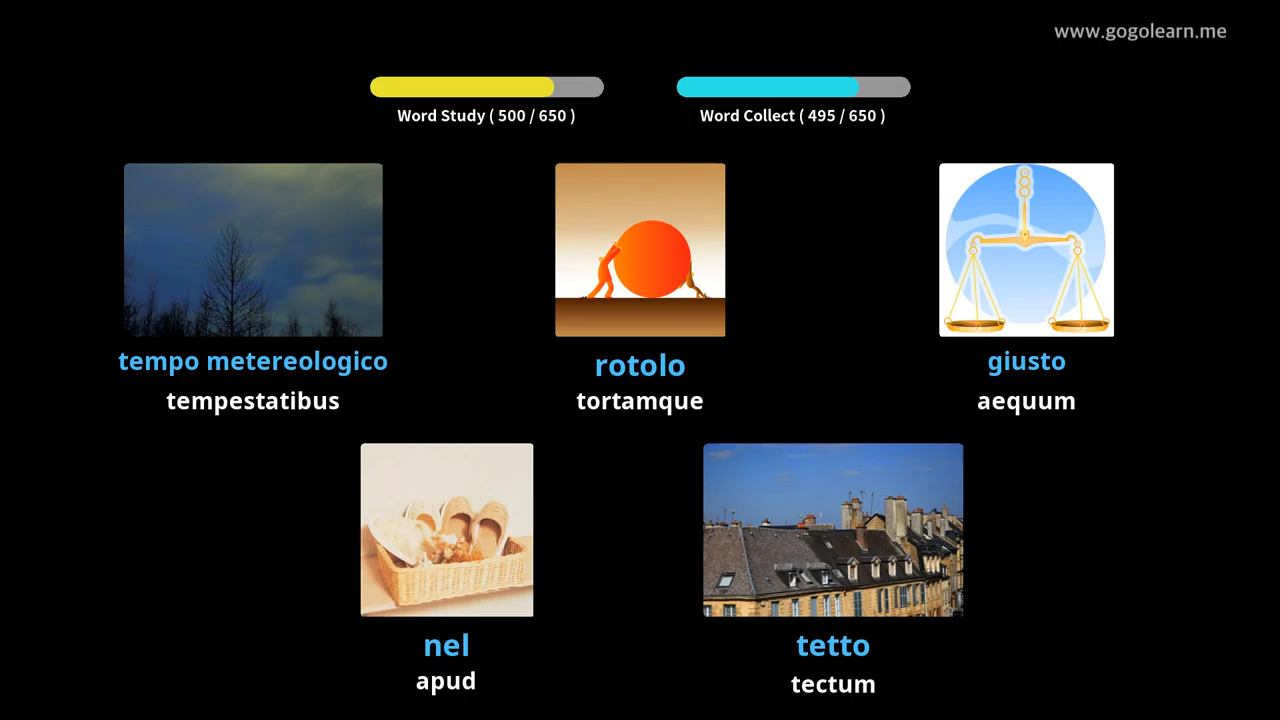 www.gogolearn.me
Word Study ( 500 / 650 )
Word Collect ( 495 / 650 )
tempo metereologico
tempestatibus
rotolo
tortamque
giusto
aequum
nel
apud
tetto
tectum